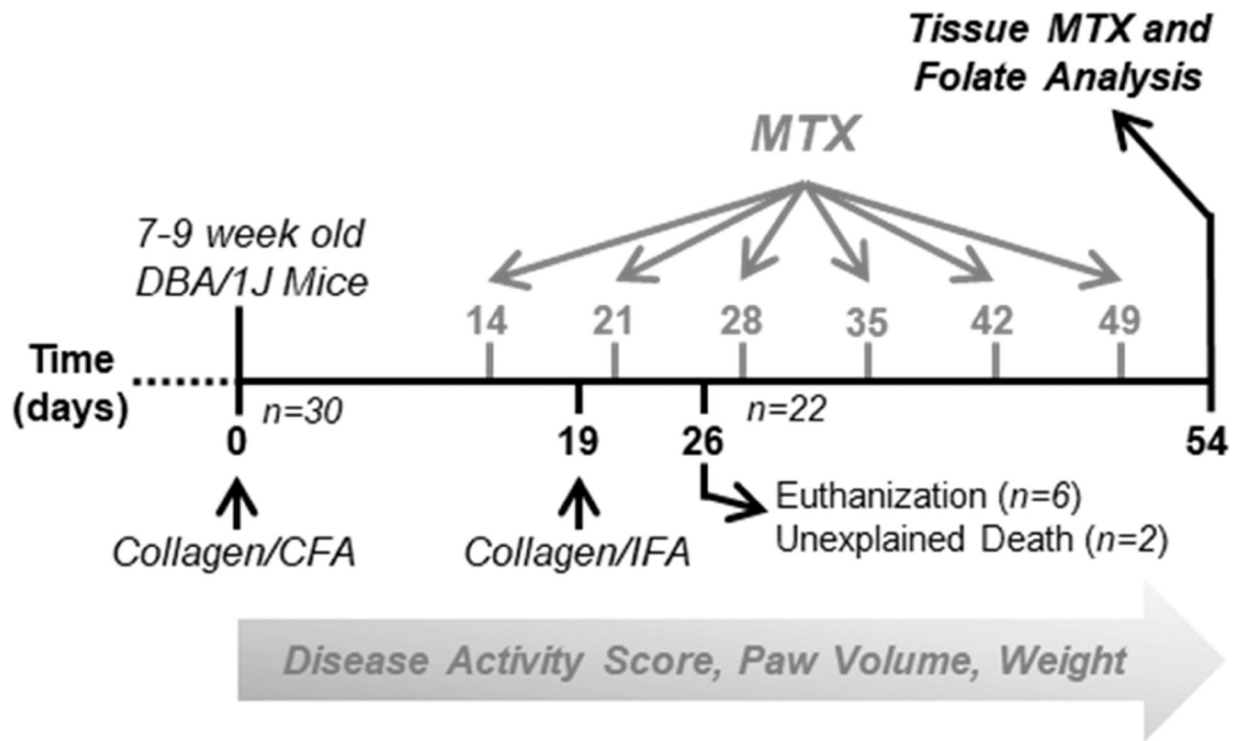 Tissue MTX and
Folate Analysis
MTX
7-9 week old
DBA/1J Mice
14 21 28 35 42 49
Time
(days)
n=30
n=22
0 19 26 54
Euthanization (n=6)
Unexplained Death (n=2)
Collagen/CFA
Collagen/IFA
Disease Activity Score, Paw Volume, Weight